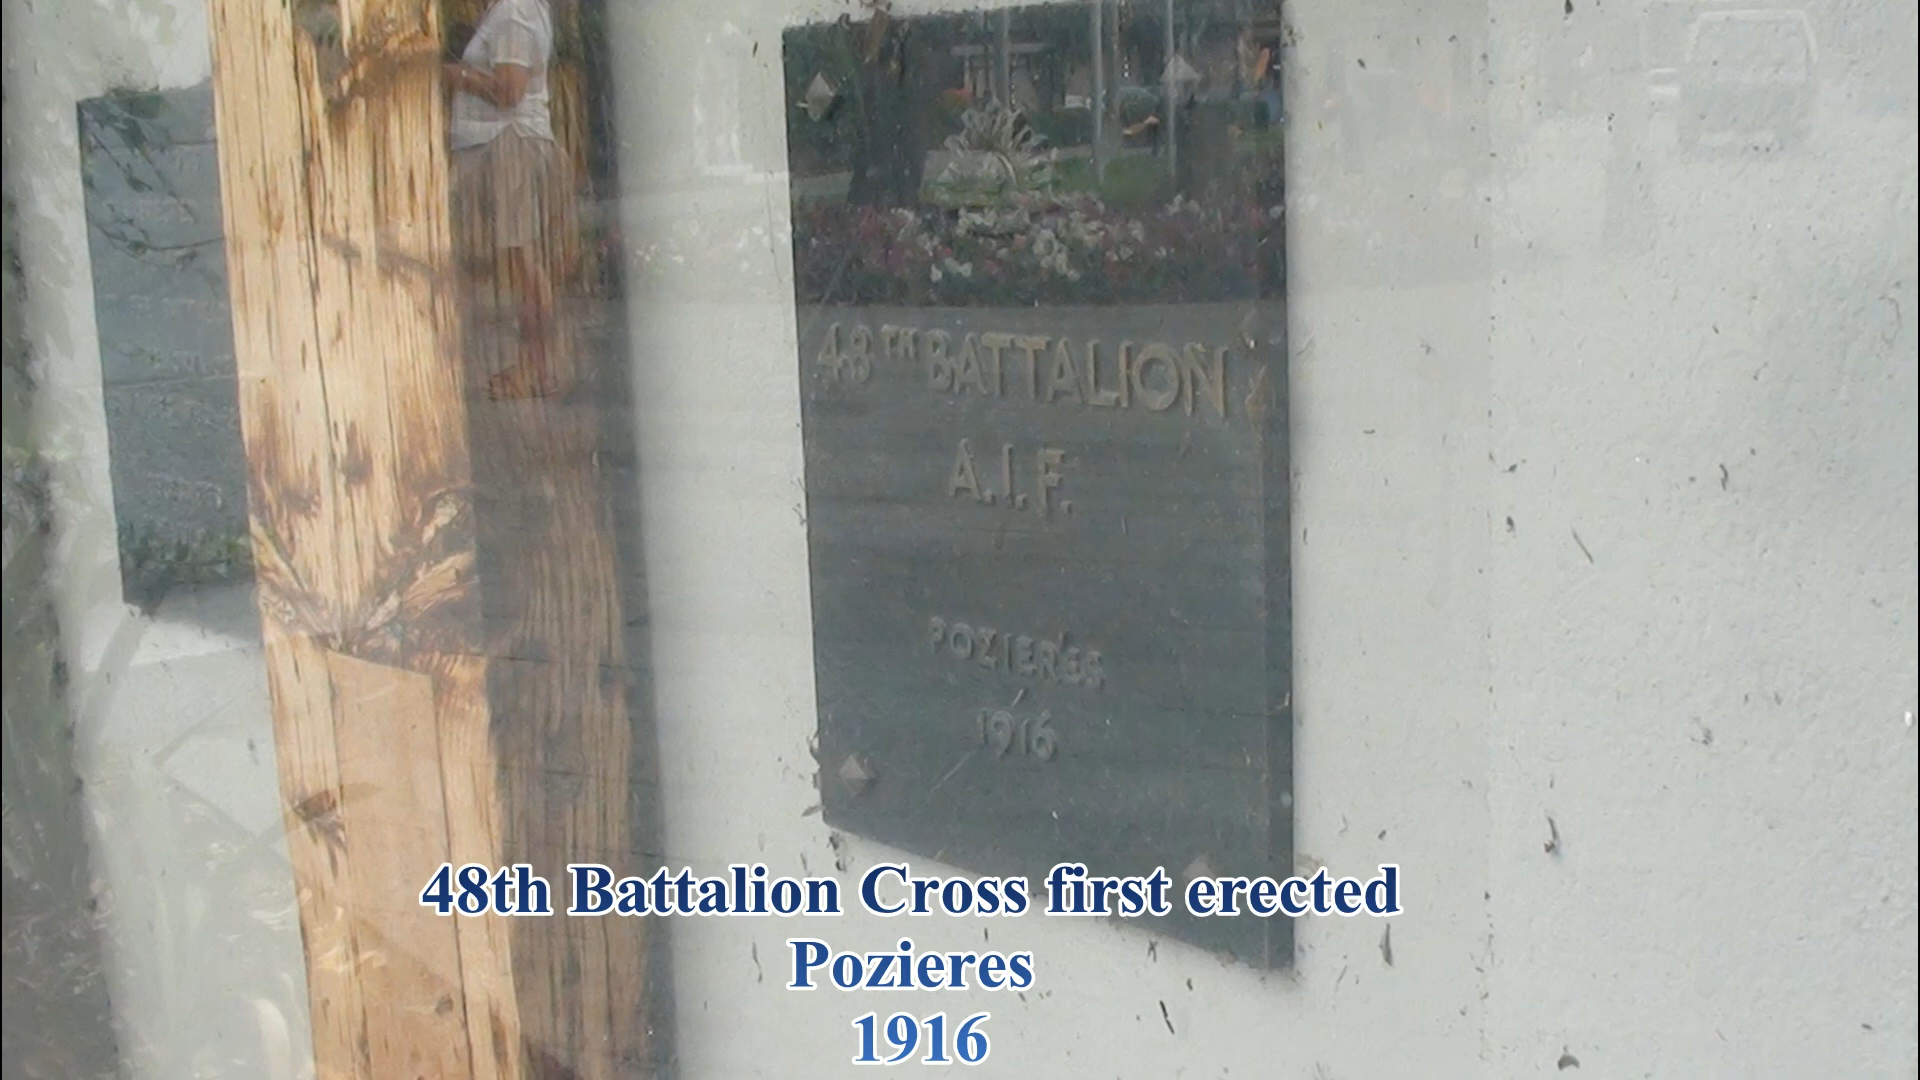 48TH BATTALION
A.I.F.
POZIERES
1916
48th Battalion Cross first erected
Pozieres
1916